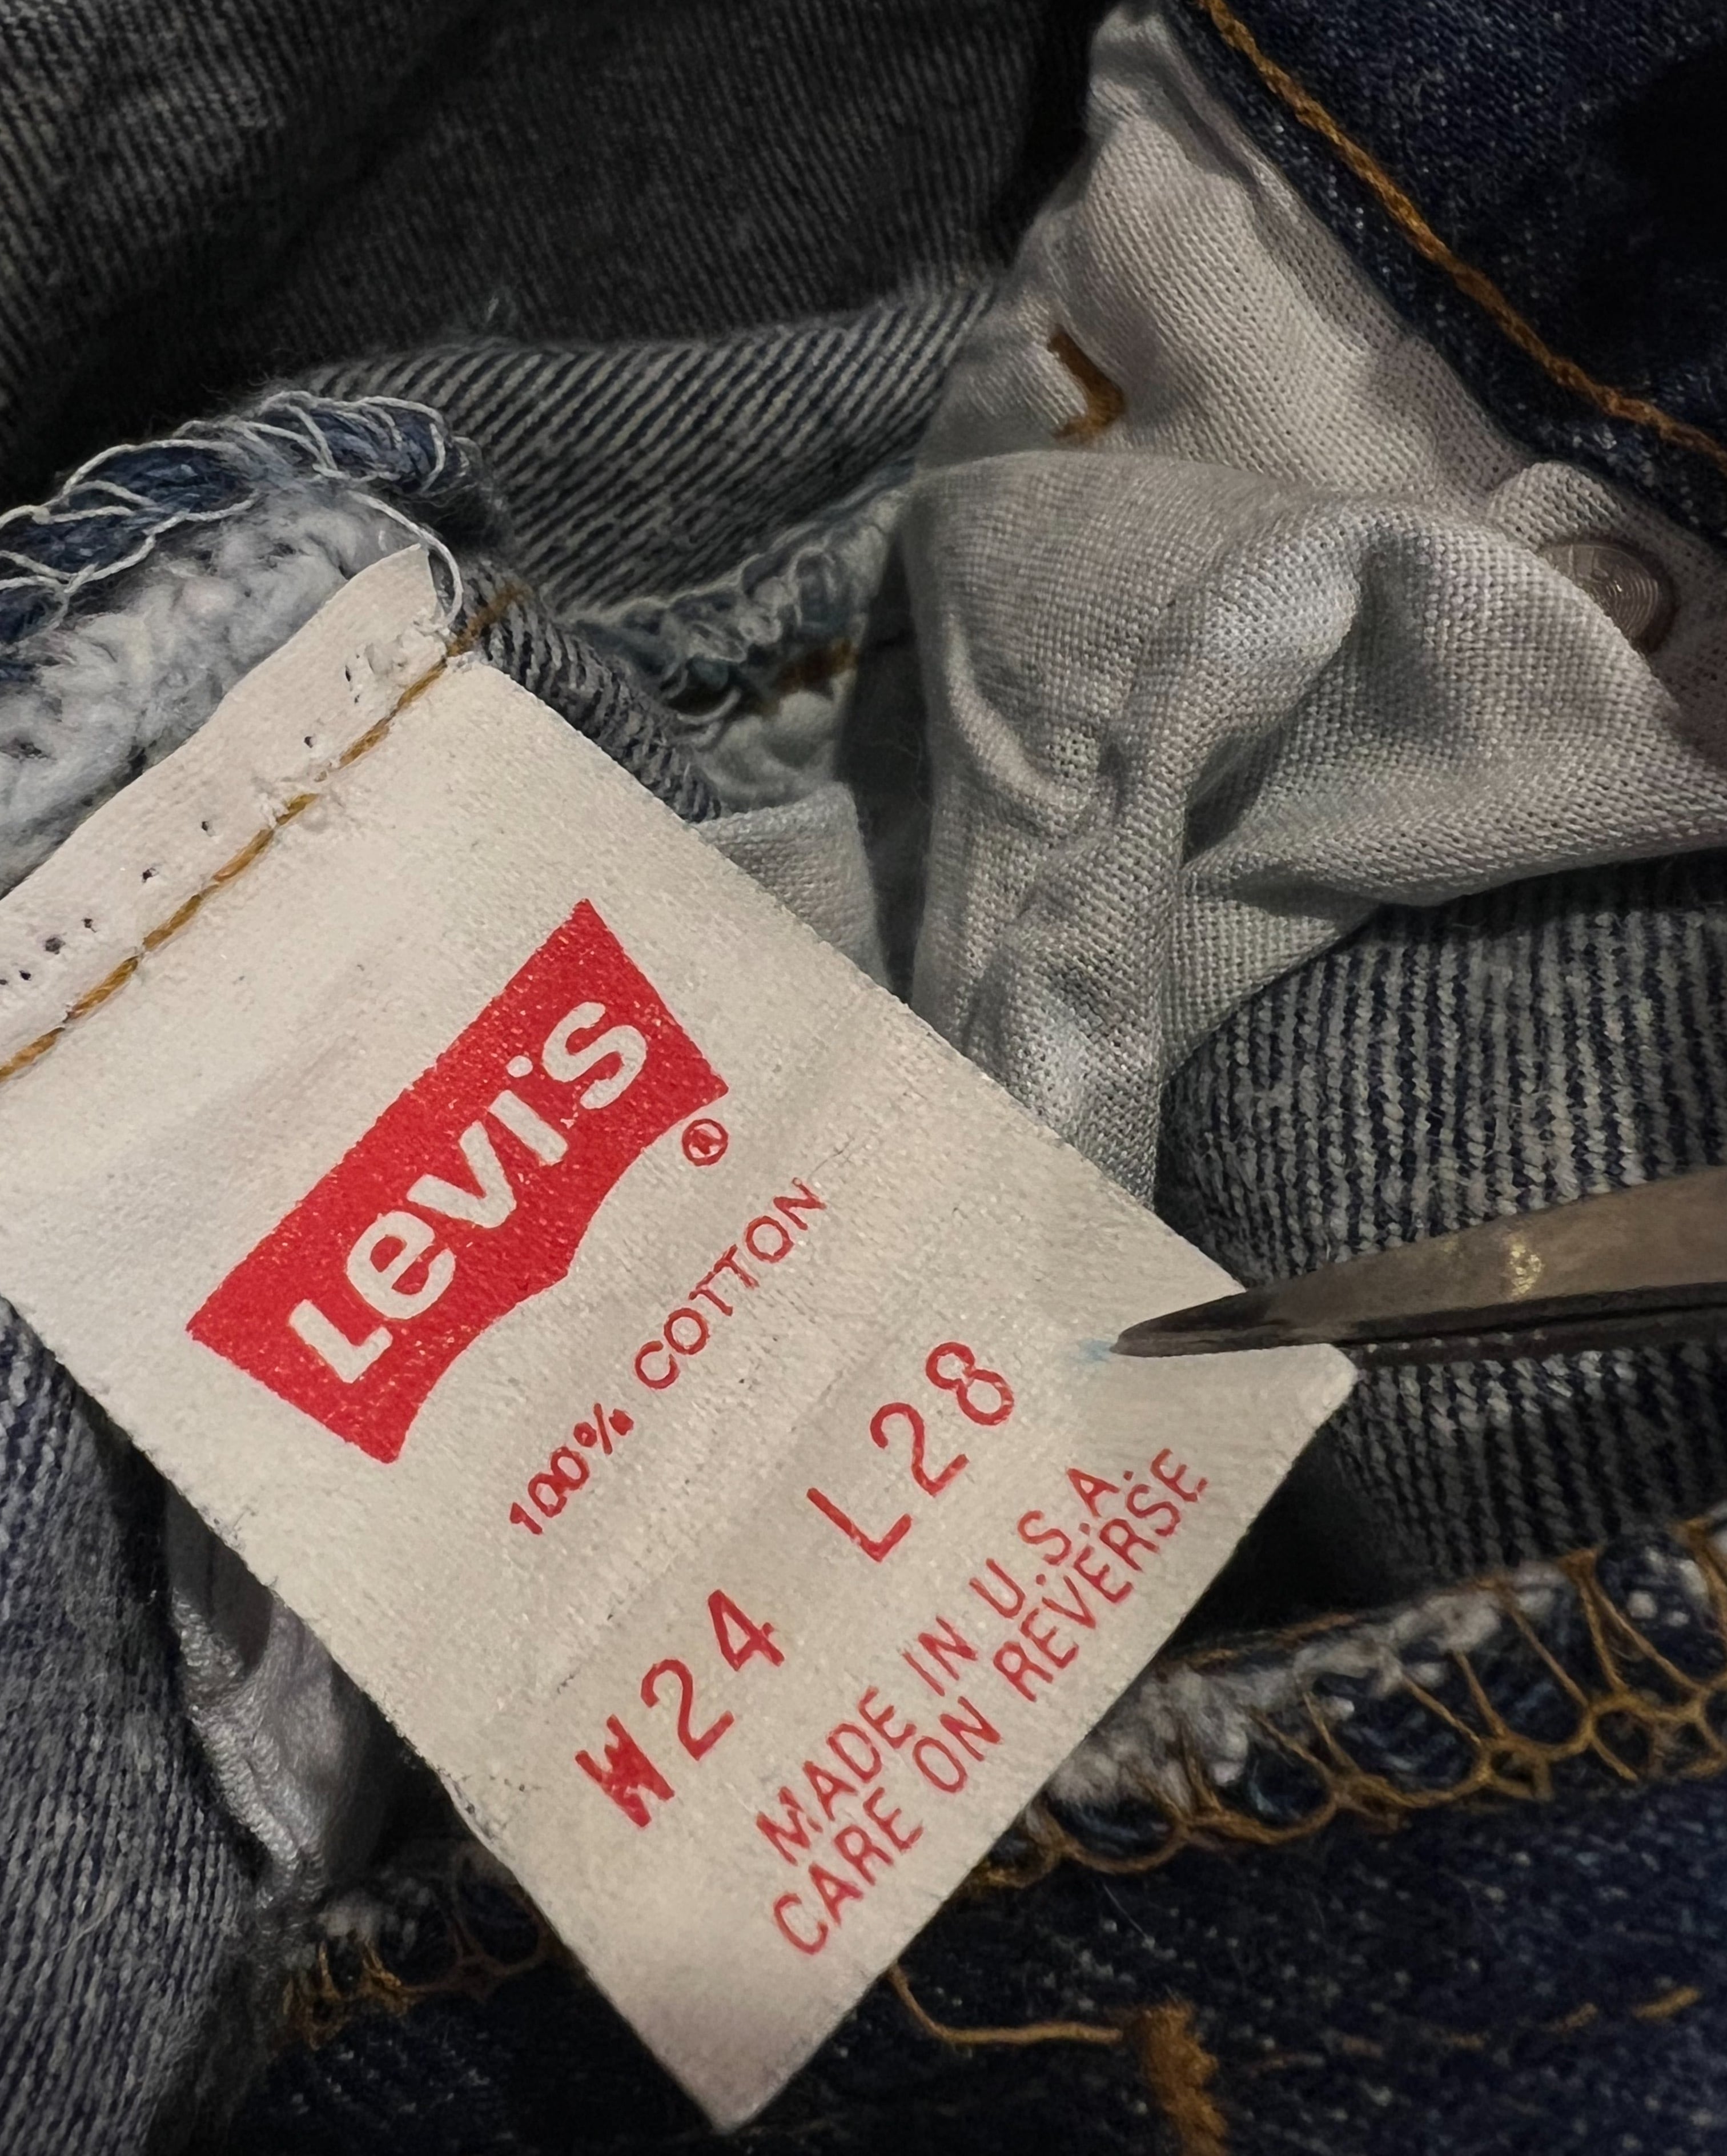 Levi's ®
100% COTTON
W24 L28
MADE IN U.S.A.
CARE ON REVERSE